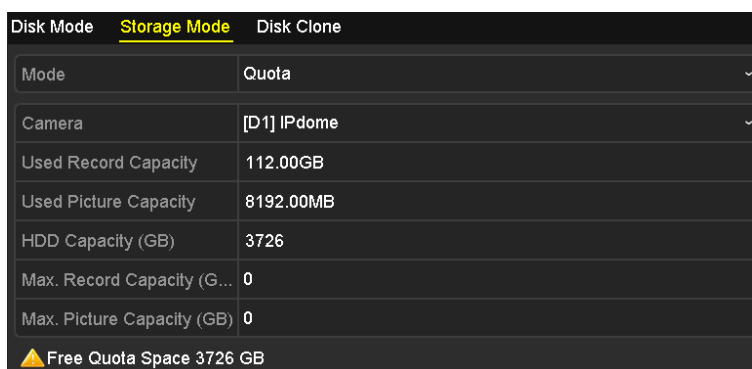 Disk Mode Storage Mode Disk Clone
Mode Quota
Camera [D1] IPdome
Used Record Capacity 112.00GB
Used Picture Capacity 8192.00MB
HDD Capacity (GB) 3726
Max. Record Capacity (G... 0
Max. Picture Capacity (GB) 0
Free Quota Space 3726 GB